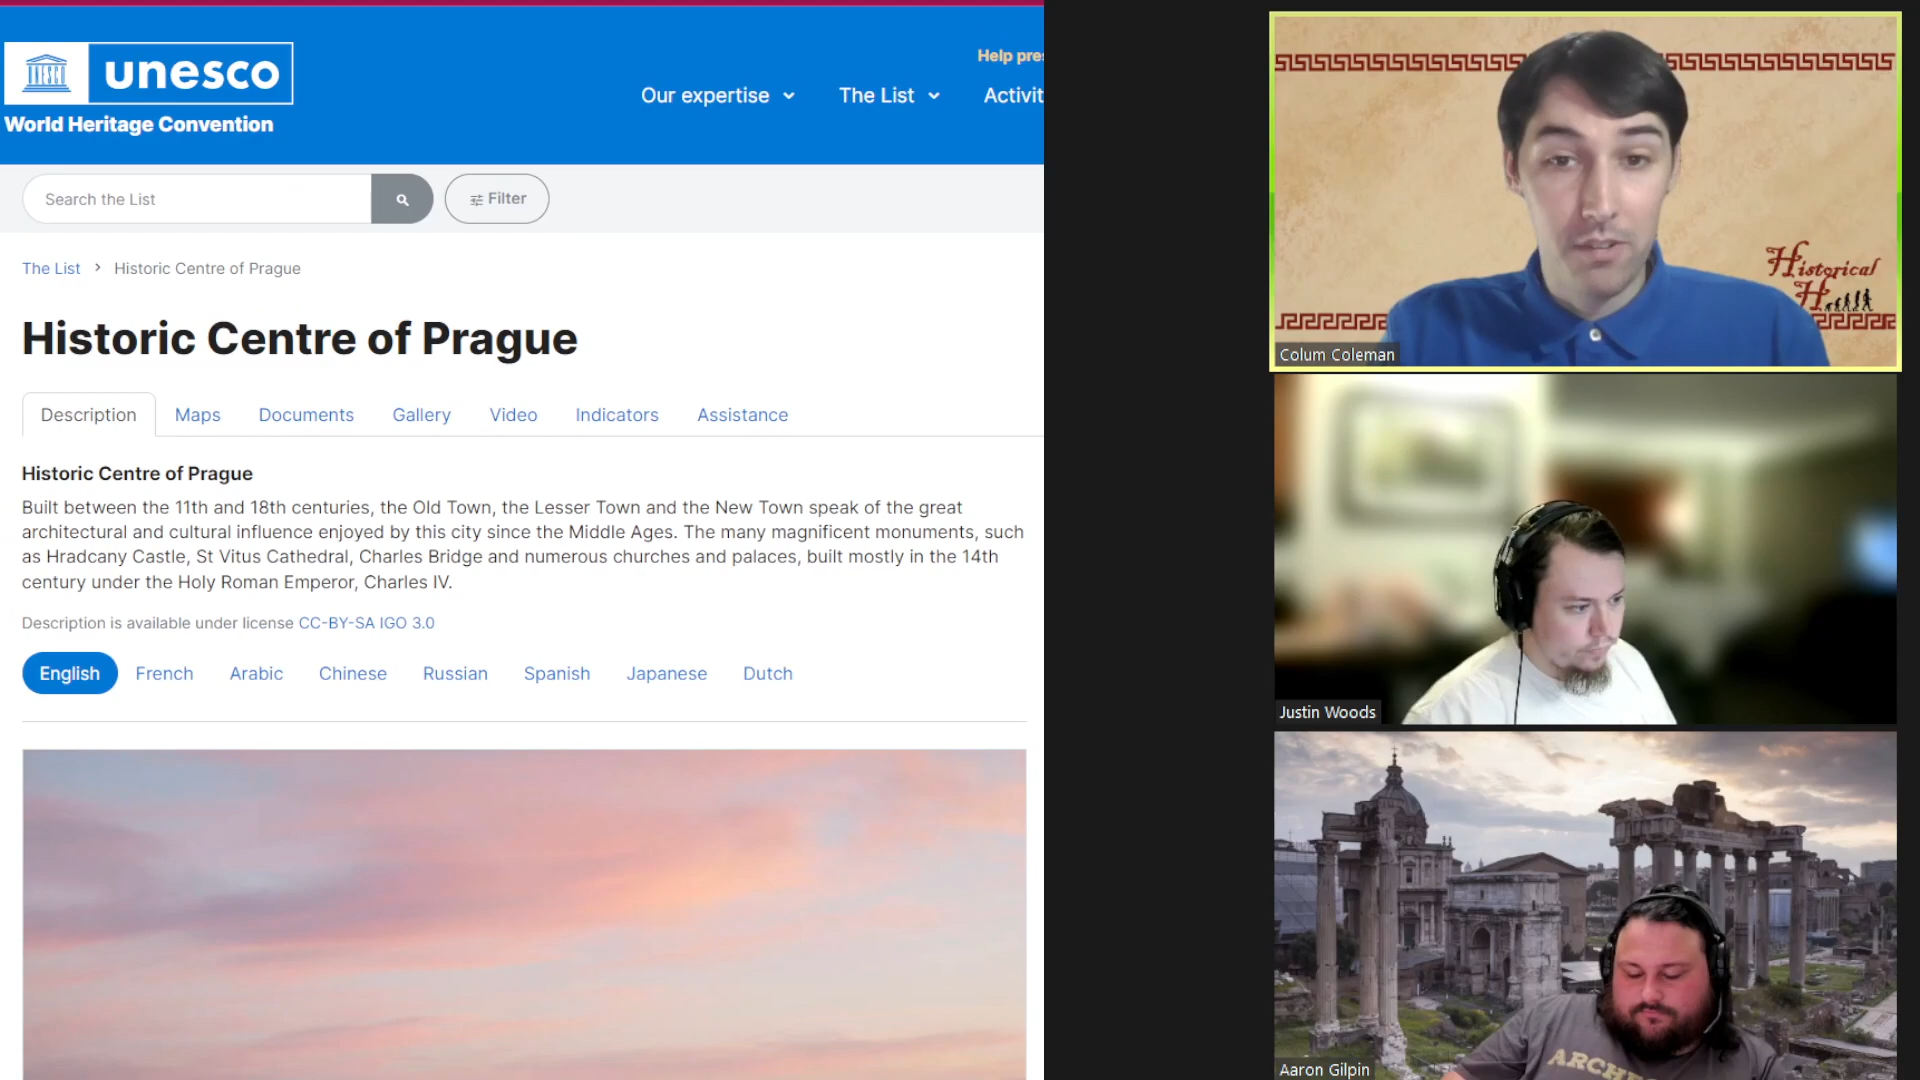 unesco
World Heritage Convention
Help pres
Our expertise
The List
Activit
Search the List
Filter
The List > Historic Centre of Prague
Historic Centre of Prague
Description Maps Documents Gallery Video Indicators Assistance
Historic Centre of Prague
Built between the 11th and 18th centuries, the Old Town, the Lesser Town and the New Town speak of the great
architectural and cultural influence enjoyed by this city since the Middle Ages. The many magnificent monuments, such
as Hradcany Castle, St Vitus Cathedral, Charles Bridge and numerous churches and palaces, built mostly in the 14th
century under the Holy Roman Emperor, Charles IV.
Description is available under license CC-BY-SA IGO 3.0
English French Arabic Chinese Russian Spanish Japanese Dutch
Historical
H
Colum Coleman
Justin Woods
ARCH
Aaron Gilpin